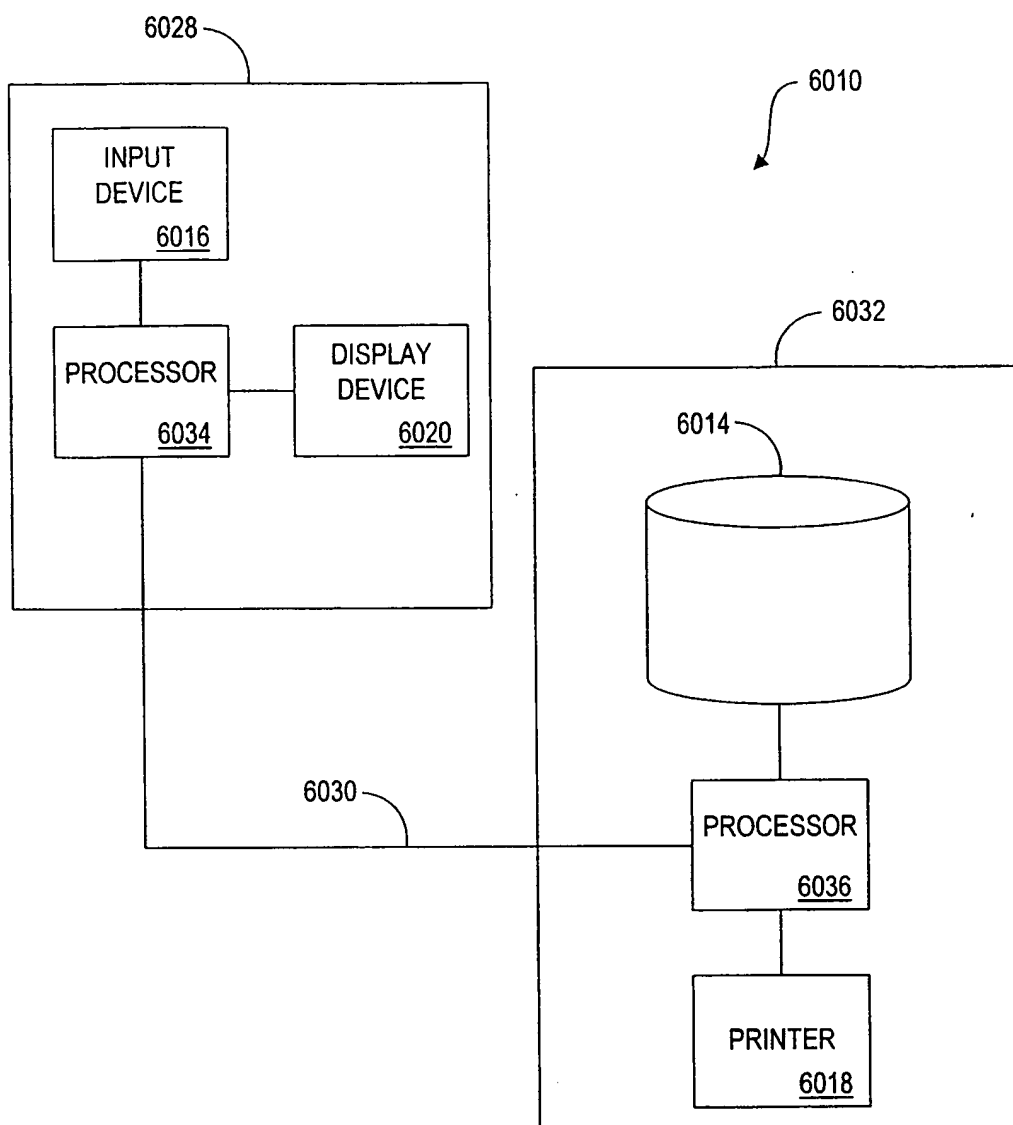 6028
6010
INPUT
DEVICE
6016
6032
PROCESSOR
6034
DISPLAY
DEVICE
6020
6014
6030
PROCESSOR
6036
PRINTER
6018